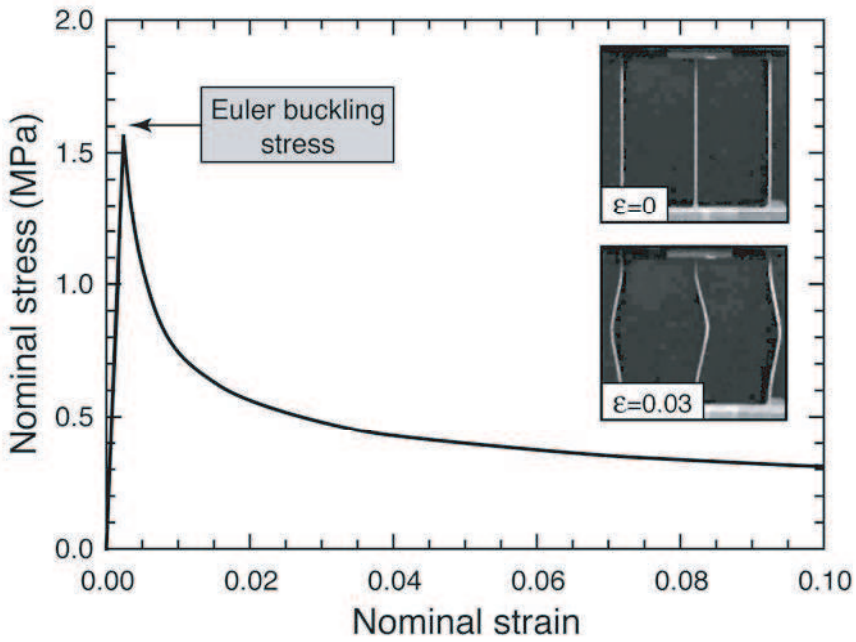 2.0
1.5
1.0
0.5
0.0
Nominal stress (MPa)
Euler buckling
stress
ε=0
ε=0.03
0.00
0.02
0.04
0.06
0.08
0.10
Nominal strain